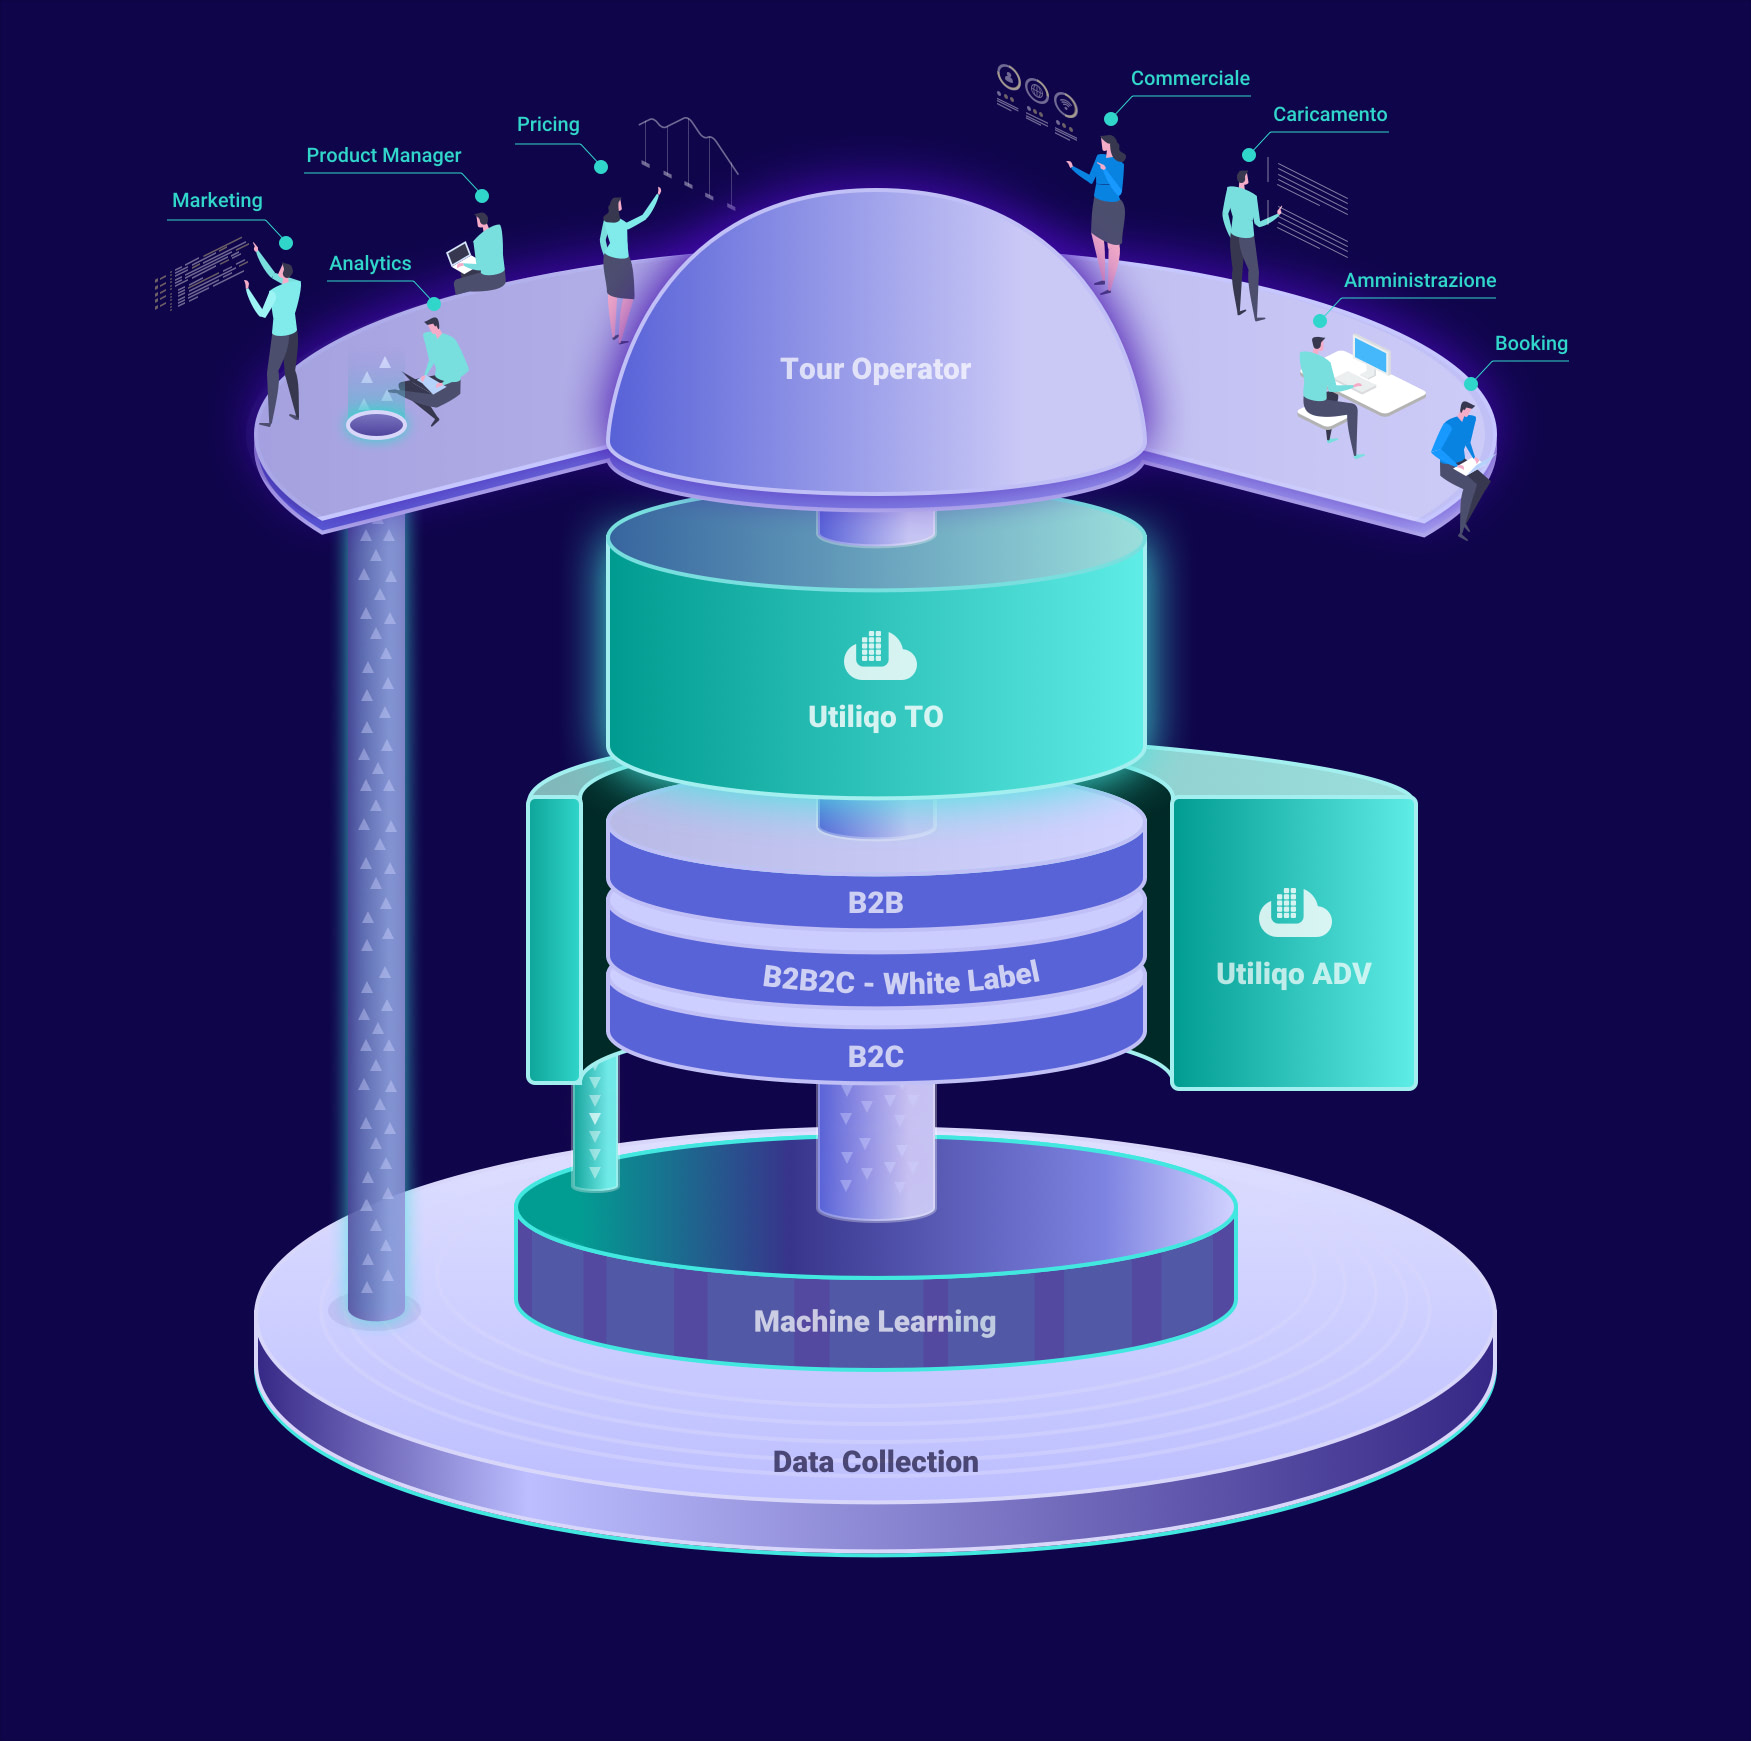 Commerciale
Caricamento
Pricing
Product Manager
Marketing
Analytics
Amministrazione
Booking
Tour Operator
Utiliqo TO
B2B
B2B2C - White Label
Utiliqo ADV
B2C
Machine Learning
Data Collection